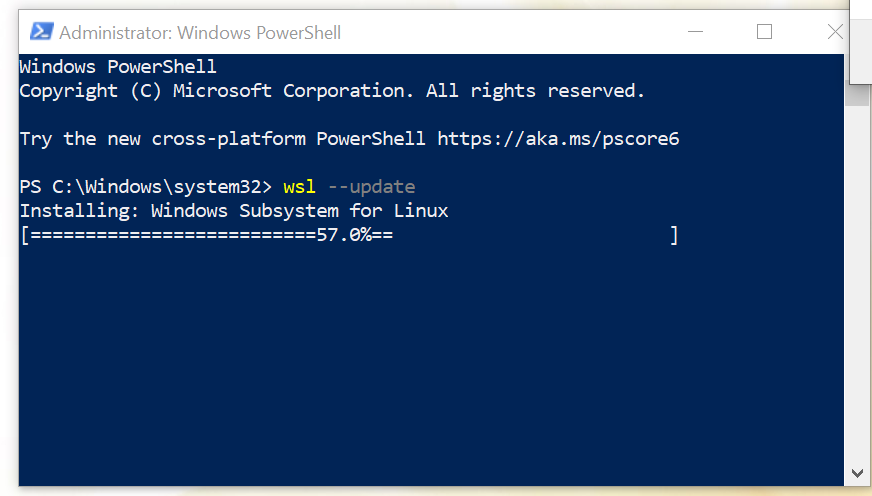 Administrator: Windows PowerShell
Windows PowerShell
Copyright (C) Microsoft Corporation. All rights reserved.
Try the new cross-platform PowerShell https://aka.ms/pscore6
PS C:\Windows\system32> wsl --update
Installing: Windows Subsystem for Linux
[==========================57.0%==                         ]